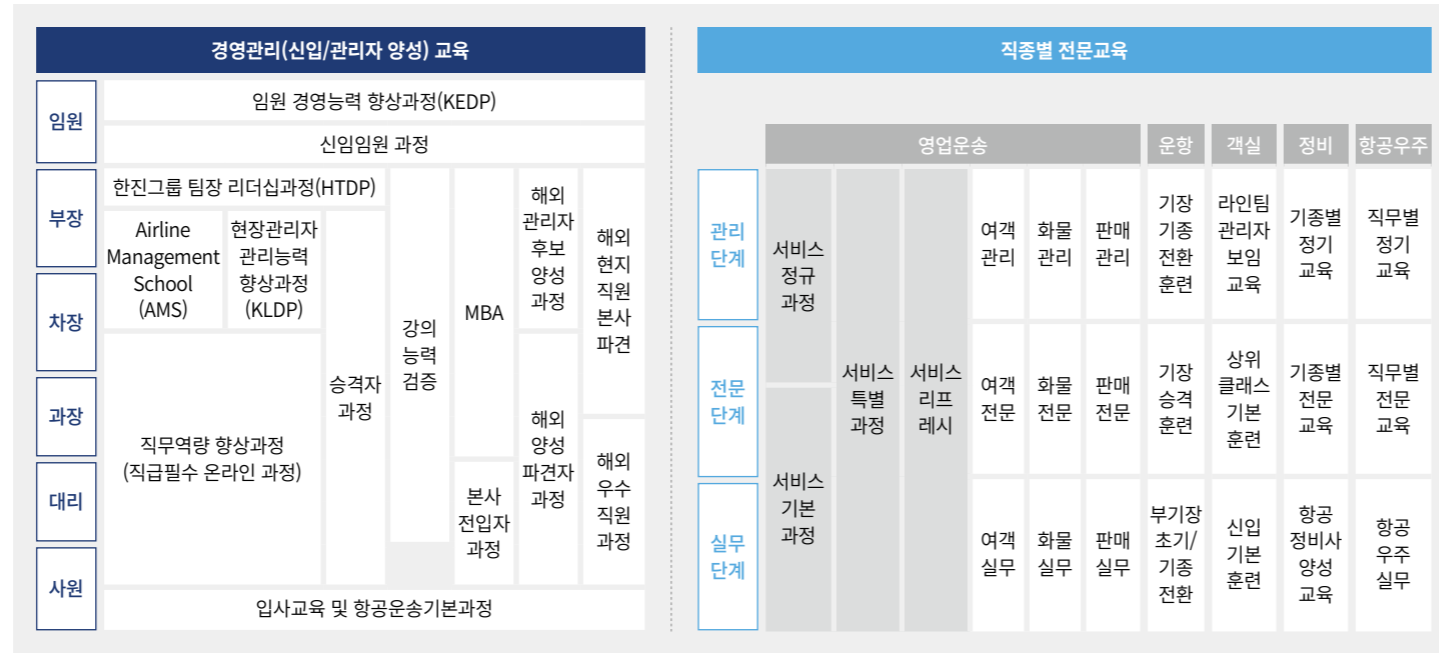 경영관리(신입/관리자 양성) 교육
임원
임원 경영능력 향상과정(KEDP)
신임임원 과정
부장
차장
과장
대리
사원
한진그룹 팀장 리더십과정(HTDP)
Airline
Management
School
(AMS)
현장관리자
관리능력
향상과정
(KLDP)
직무역량 향상과정
(직급필수 온라인 과정)
승격자
과정
강의
능력
검증
MBA
본사
전입자
과정
해외
관리자
후보
양성
과정
해외
양성
파견자
과정
해외
현지
직원
본사
파견
해외
우수
직원
과정
입사교육 및 항공운송기본과정
직종별 전문교육
영업운송
운항
객실
정비
항공우주
관리
단계
전문
단계
실무
단계
서비스
정규
과정
서비스
기본
과정
서비스
특별
과정
서비스
리프
레시
여객
관리
화물
관리
판매
관리
기장
기종
전환
훈련
라인팀
관리자
보임
교육
기종별
정기
교육
직무별
정기
교육
여객
전문
화물
전문
판매
전문
기장
승격
훈련
상위
클래스
기본
훈련
기종별
전문
교육
직무별
전문
교육
여객
실무
화물
실무
판매
실무
부기장
초기/
기종
전환
신입
기본
훈련
항공
정비사
양성
교육
항공
우주
실무